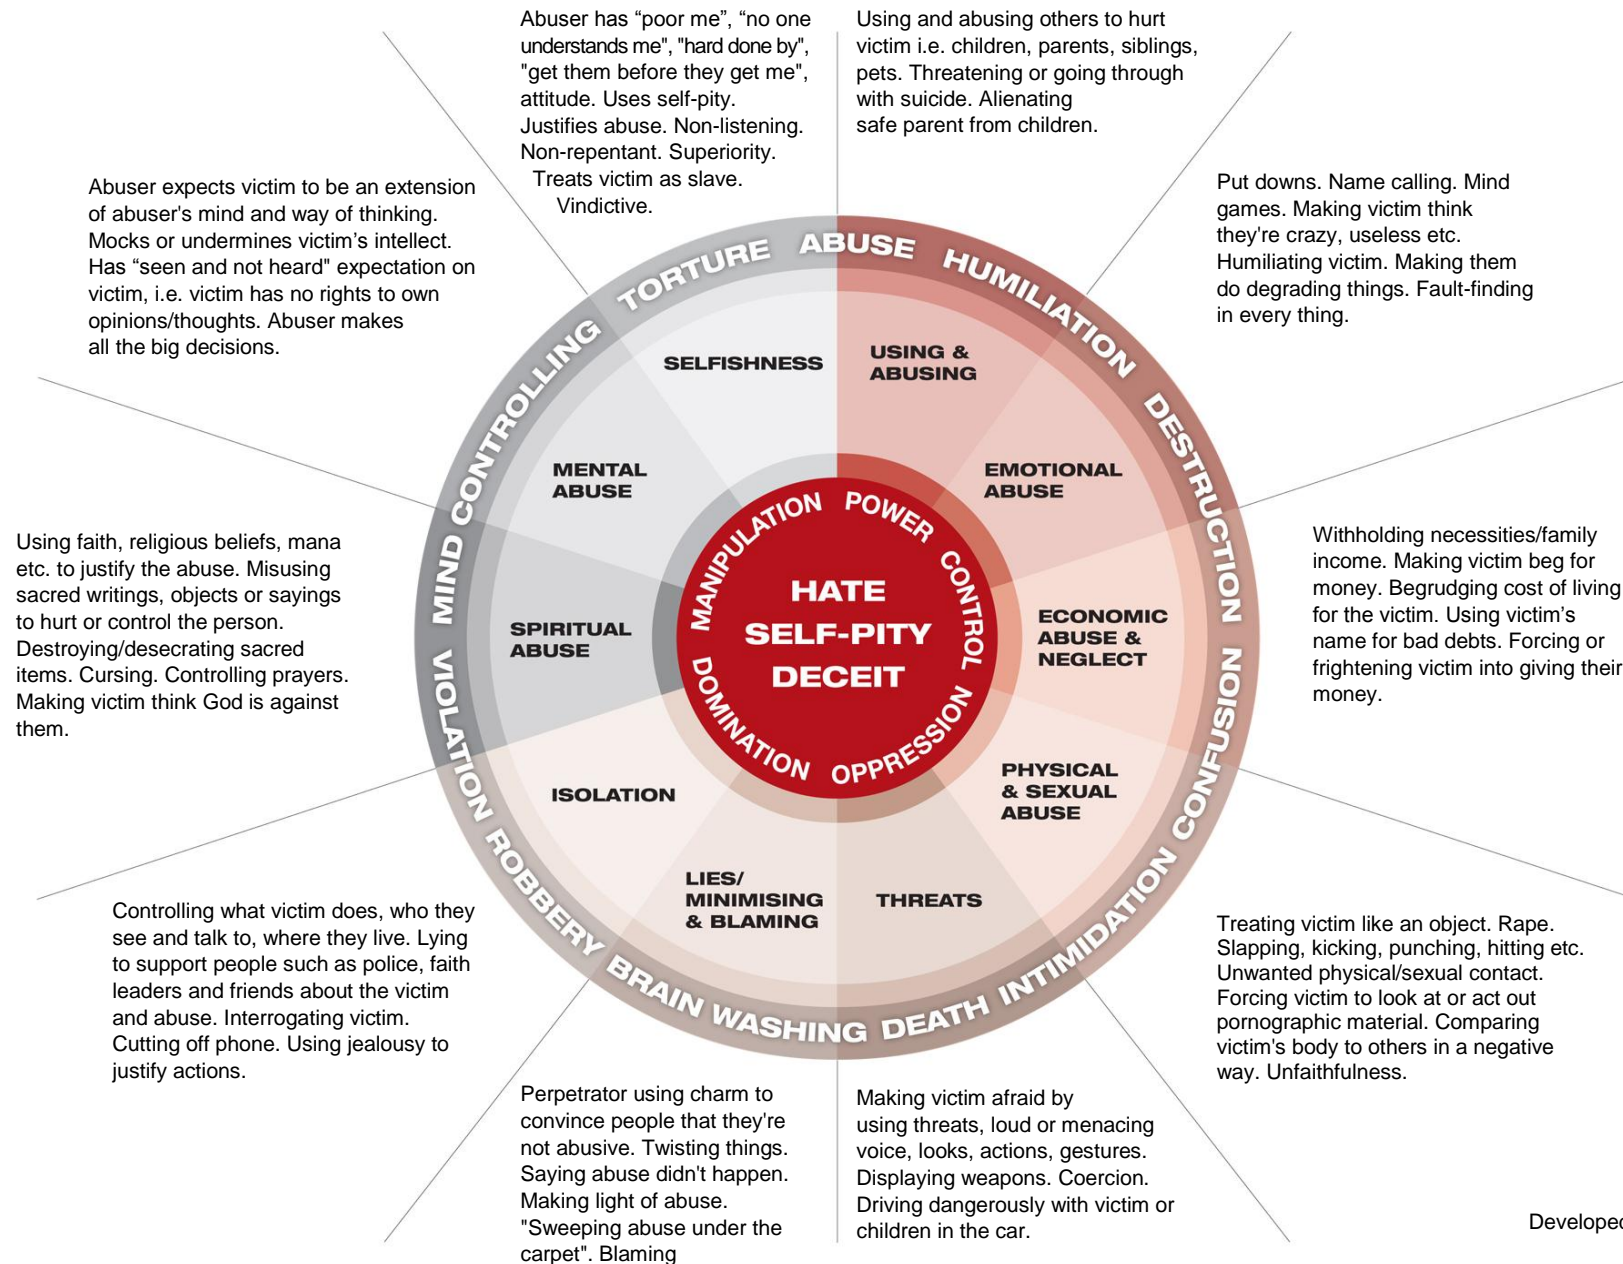 Abuser has “poor me”, “no one
understands me", "hard done by",
"get them before they get me",
attitude. Uses self-pity.
Justifies abuse. Non-listening.
Non-repentant. Superiority.
Treats victim as slave.
Vindictive.
Using and abusing others to hurt
victim i.e. children, parents, siblings,
pets. Threatening or going through
with suicide. Alienating
safe parent from children.
Abuser expects victim to be an extension
of abuser's mind and way of thinking.
Mocks or undermines victim’s intellect.
Has “seen and not heard" expectation on
victim, i.e. victim has no rights to own
opinions/thoughts. Abuser makes
all the big decisions.
Put downs. Name calling. Mind
games. Making victim think
they're crazy, useless etc.
Humiliating victim. Making them
do degrading things. Fault-finding
in every thing.
Using faith, religious beliefs, mana
etc. to justify the abuse. Misusing
sacred writings, objects or sayings
to hurt or control the person.
Destroying/desecrating sacred
items. Cursing. Controlling prayers.
Making victim think God is against
them.
Withholding necessities/family
income. Making victim beg for
money. Begrudging cost of living
for the victim. Using victim’s
name for bad debts. Forcing or
frightening victim into giving their
money.
TORTURE ABUSE HUMILIATION DESTRUCTION CONFUSION INTIMIDATION DEATH BRAIN WASHING ROBBERY VIOLATION MIND CONTROLLING
SELFISHNESS
USING &
ABUSING
MENTAL
ABUSE
EMOTIONAL
ABUSE
SPIRITUAL
ABUSE
ECONOMIC
ABUSE &
NEGLECT
ISOLATION
PHYSICAL
& SEXUAL
ABUSE
LIES/
MINIMISING
& BLAMING
THREATS
MANIPULATION POWER CONTROL OPPRESSION DOMINATION
HATE
SELF-PITY
DECEIT
Controlling what victim does, who they
see and talk to, where they live. Lying
to support people such as police, faith
leaders and friends about the victim
and abuse. Interrogating victim.
Cutting off phone. Using jealousy to
justify actions.
Treating victim like an object. Rape.
Slapping, kicking, punching, hitting etc.
Unwanted physical/sexual contact.
Forcing victim to look at or act out
pornographic material. Comparing
victim's body to others in a negative
way. Unfaithfulness.
Perpetrator using charm to
convince people that they're
not abusive. Twisting things.
Saying abuse didn't happen.
Making light of abuse.
"Sweeping abuse under the
carpet". Blaming
Making victim afraid by
using threats, loud or menacing
voice, looks, actions, gestures.
Displaying weapons. Coercion.
Driving dangerously with victim or
children in the car.
Developed